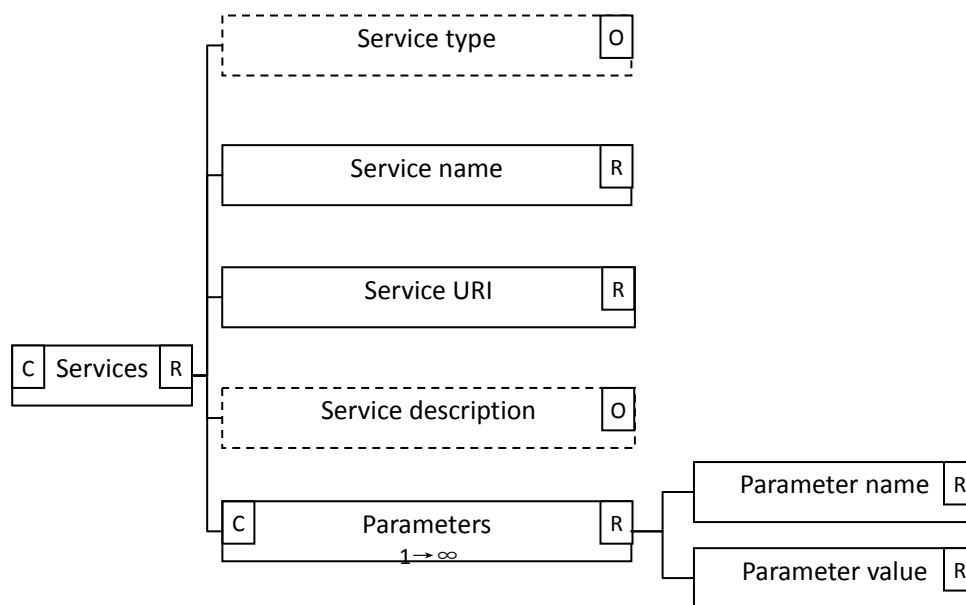 Service type O
Service name R
Service URI R
C Services R
Service description O
C Parameters R
1→∞
Parameter name R
Parameter value R